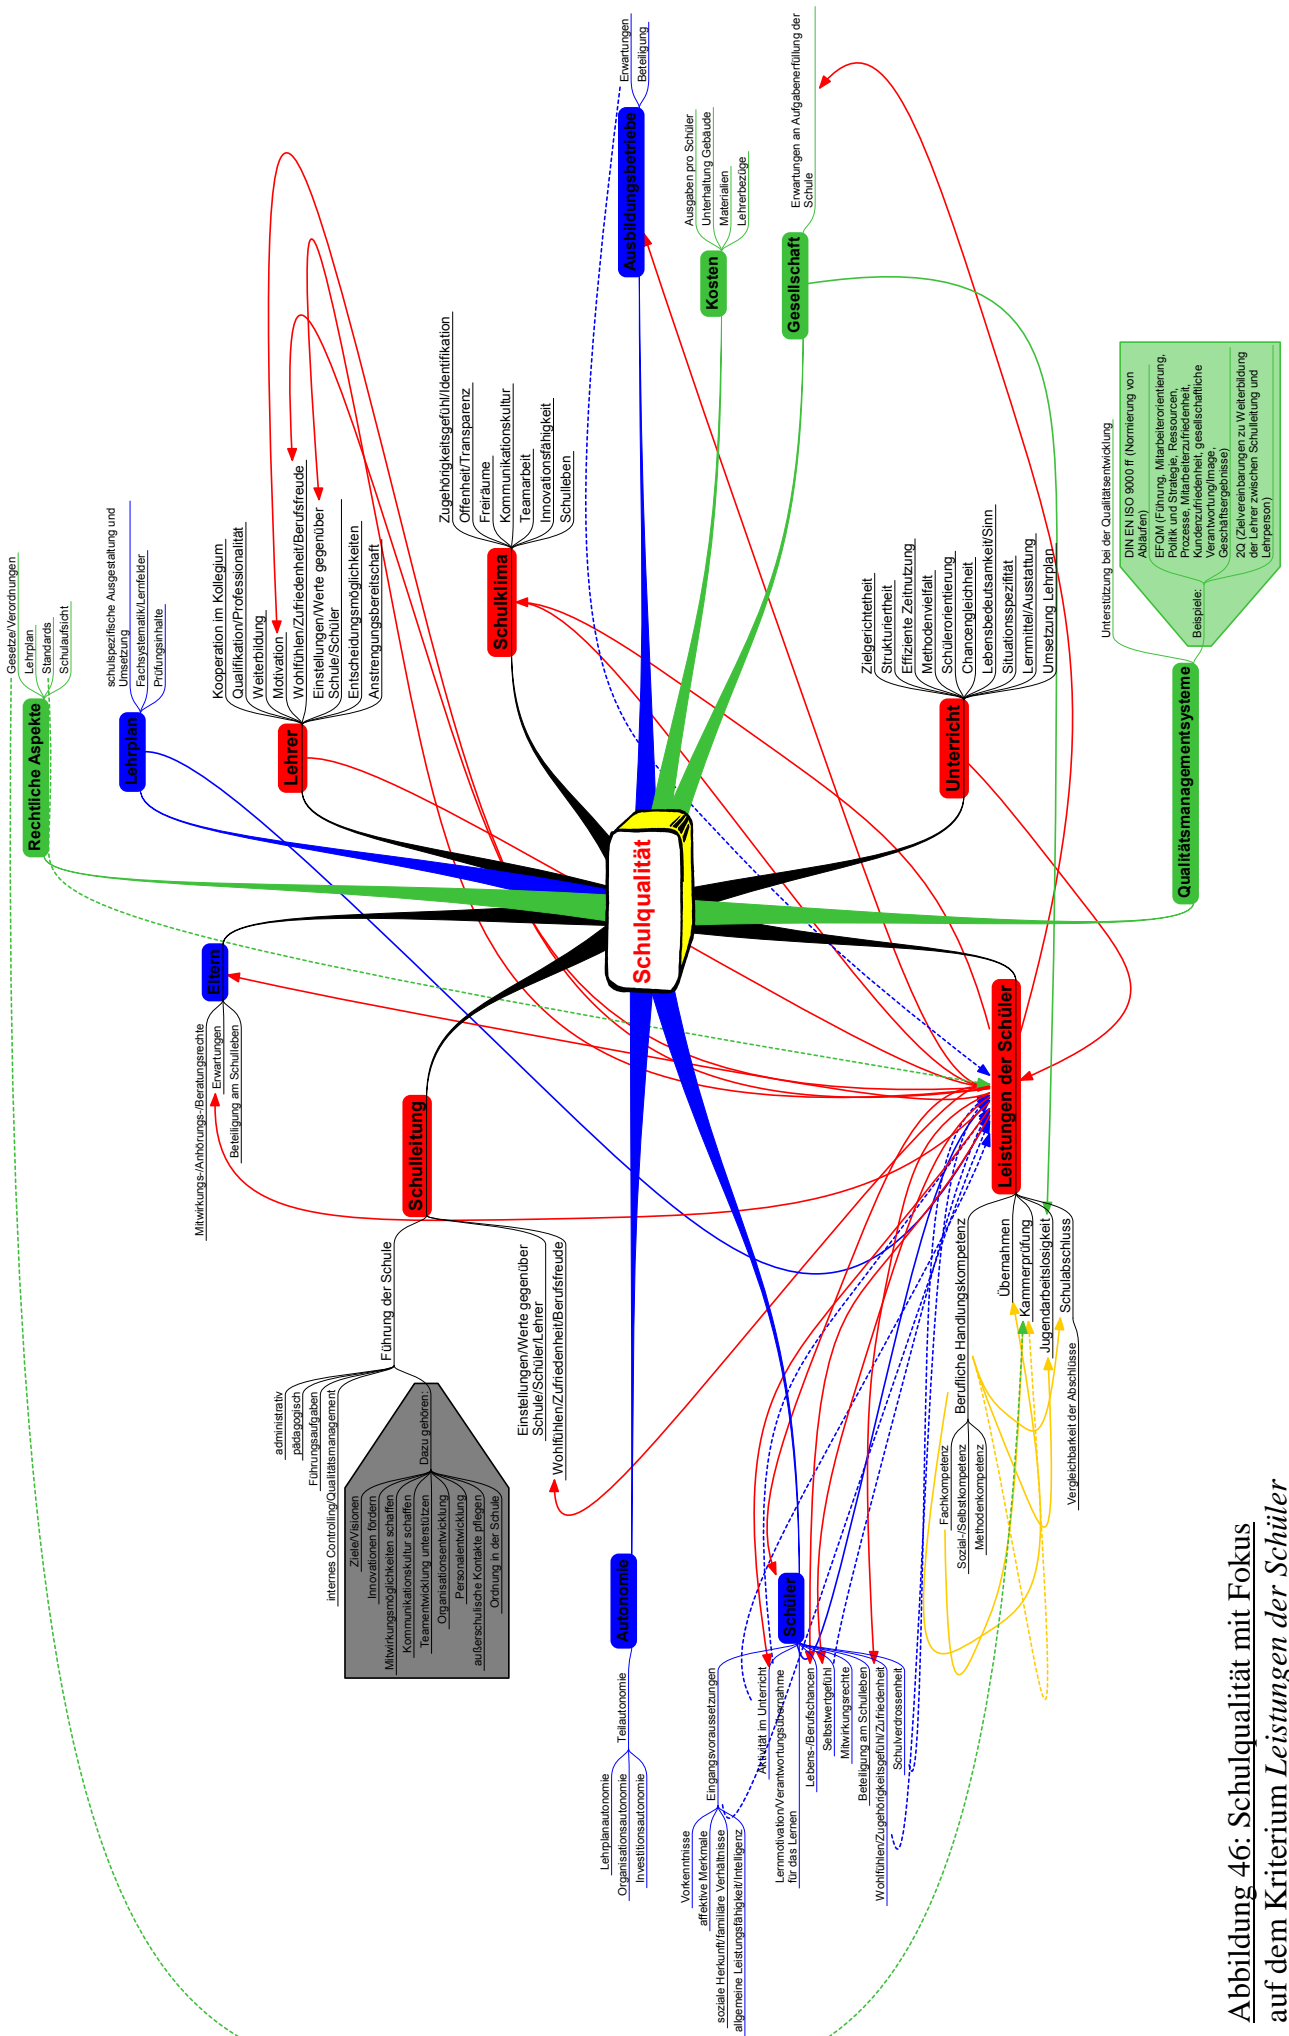 Schulqualität
Rechtliche Aspekte
Gesetze/Verordnungen
Lehrplan
Standards
Schulaufsicht
Lehrplan
schulspezifische Ausgestaltung und
Umsetzung
Fachsystematik/Lernfelder
Prüfungsinhalte
Lehrer
Kooperation im Kollegium
Qualifikation/Professionalität
Weiterbildung
Motivation
Wohlfühlen/Zufriedenheit/Berufsfreude
Einstellungen/Werte gegenüber
Schule/Schüler
Entscheidungsmöglichkeiten
Anstrengungsbereitschaft
Schulklima
Zugehörigkeitsgefühl/Identifikation
Offenheit/Transparenz
Freiräume
Kommunikationskultur
Teamarbeit
Innovationsfähigkeit
Schulleben
Ausbildungsbetriebe
Erwartungen
Beteiligung
Kosten
Ausgaben pro Schüler
Unterhaltung Gebäude
Materialien
Lehrerbezüge
Gesellschaft
Erwartungen an Aufgabenerfüllung der
Schule
Unterricht
Zielgerichtetheit
Strukturiertheit
Effiziente Zeitnutzung
Methodenvielfalt
Schülerorientierung
Chancengleichheit
Lebensbedeutsamkeit/Sinn
Situationsspezifität
Lernmittel/Ausstattung
Umsetzung Lehrplan
Qualitätsmanagementsysteme
Unterstützung bei der Qualitätsentwicklung
Beispiele:
DIN EN ISO 9000 ff (Normierung von
Abläufen)
EFQM (Führung, Mitarbeiterorientierung,
Politik und Strategie, Ressourcen,
Prozesse, Mitarbeiterzufriedenheit,
Kundenzufriedenheit, gesellschaftliche
Verantwortung/Image,
Geschäftsergebnisse)
2Q (Zielvereinbarungen zu Weiterbildung
der Lehrer zwischen Schulleitung und
Lehrperson)
Eltern
Mitwirkungs-/Anhörungs-/Beratungsrechte
Erwartungen
Beteiligung am Schulleben
Schulleitung
Führung der Schule
administrativ
pädagogisch
Führungsaufgaben
internes Controlling/Qualitätsmanagement
Dazu gehören:
Ziele/Visionen
Innovationen fördern
Mitwirkungsmöglichkeiten schaffen
Kommunikationskultur schaffen
Teamentwicklung unterstützen
Organisationsentwicklung
Personalentwicklung
außerschulische Kontakte pflegen
Ordnung in der Schule
Einstellungen/Werte gegenüber
Schule/Schüler/Lehrer
Wohlfühlen/Zufriedenheit/Berufsfreude
Autonomie
Teilautonomie
Lehrplanautonomie
Organisationsautonomie
Investitionsautonomie
Schüler
Eingangsvoraussetzungen
Vorkenntnisse
affektive Merkmale
soziale Herkunft/familiäre Verhältnisse
allgemeine Leistungsfähigkeit/Intelligenz
Aktivität im Unterricht
Lernmotivation/Verantwortungsübernahme
für das Lernen
Lebens-/Berufschancen
Selbstwertgefühl
Mitwirkungsrechte
Beteiligung am Schulleben
Wohlfühlen/Zugehörigkeitsgefühl/Zufriedenheit
Schulverdrossenheit
Leistungen der Schüler
Berufliche Handlungskompetenz
Fachkompetenz
Sozial-/Selbstkompetenz
Methodenkompetenz
Übernahmen
Kammerprüfung
Jugendarbeitslosigkeit
Schulabschluss
Vergleichbarkeit der Abschlüsse
Abbildung 46: Schulqualität mit Fokus
auf dem Kriterium Leistungen der Schüler